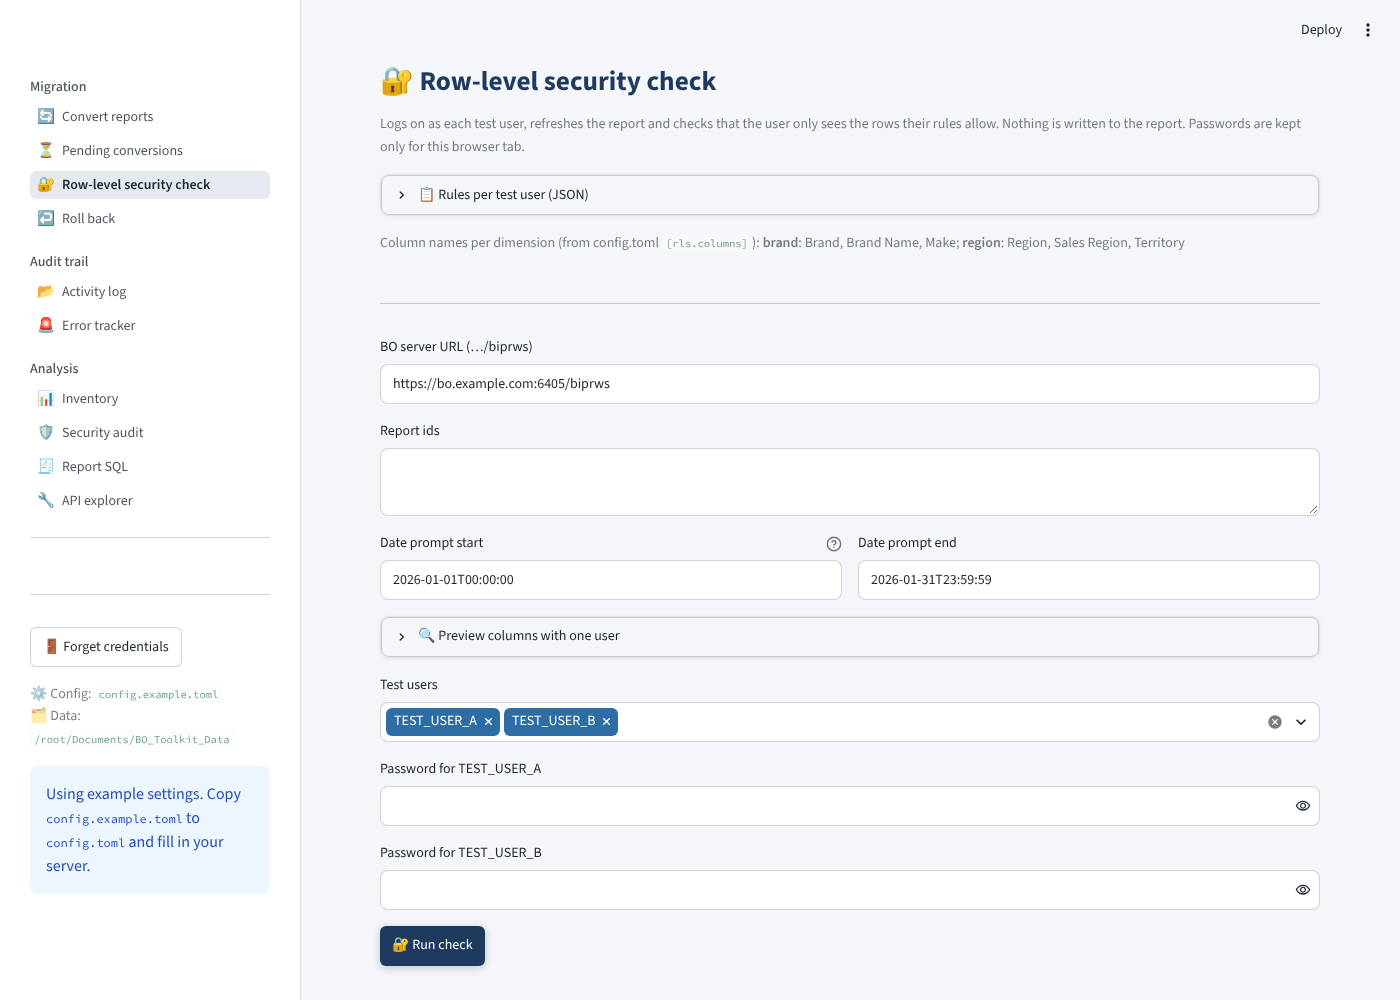 Deploy
Migration
Convert reports
Pending conversions
Row-level security check
Roll back
Audit trail
Activity log
Error tracker
Analysis
Inventory
Security audit
Report SQL
API explorer
Forget credentials
Config: config.example.toml
Data:
/root/Documents/BO_Toolkit_Data
Using example settings. Copy
config.example.toml to
config.toml and fill in your
server.
Row-level security check
Logs on as each test user, refreshes the report and checks that the user only sees the rows their rules allow. Nothing is written to the report. Passwords are kept
only for this browser tab.
Rules per test user (JSON)
Column names per dimension (from config.toml [rls.columns] ): brand: Brand, Brand Name, Make; region: Region, Sales Region, Territory
BO server URL (…/biprws)
https://bo.example.com:6405/biprws
Report ids
Date prompt start
Date prompt end
2026-01-01T00:00:00
2026-01-31T23:59:59
Preview columns with one user
Test users
TEST_USER_A
TEST_USER_B
Password for TEST_USER_A
Password for TEST_USER_B
Run check